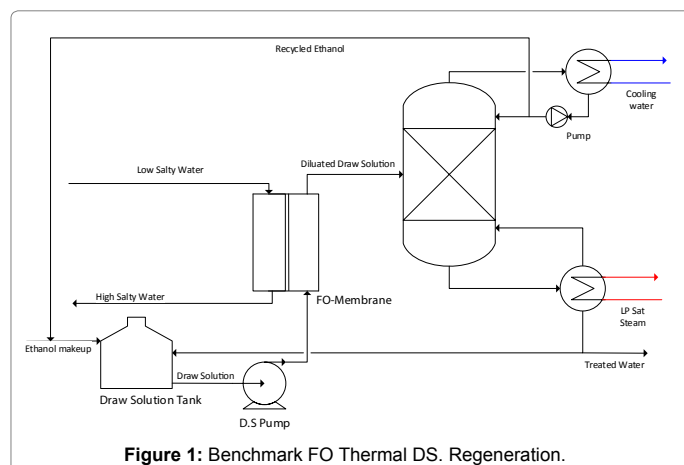 Recycled Ethanol
Cooling
water
Pump
Low Salty Water
Diluated Draw Solution
High Salty Water
FO-Membrane
LP Sat
Steam
Ethanol makeup
Draw Solution
Treated Water
Draw Solution Tank
D.S Pump
Figure 1: Benchmark FO Thermal DS. Regeneration.